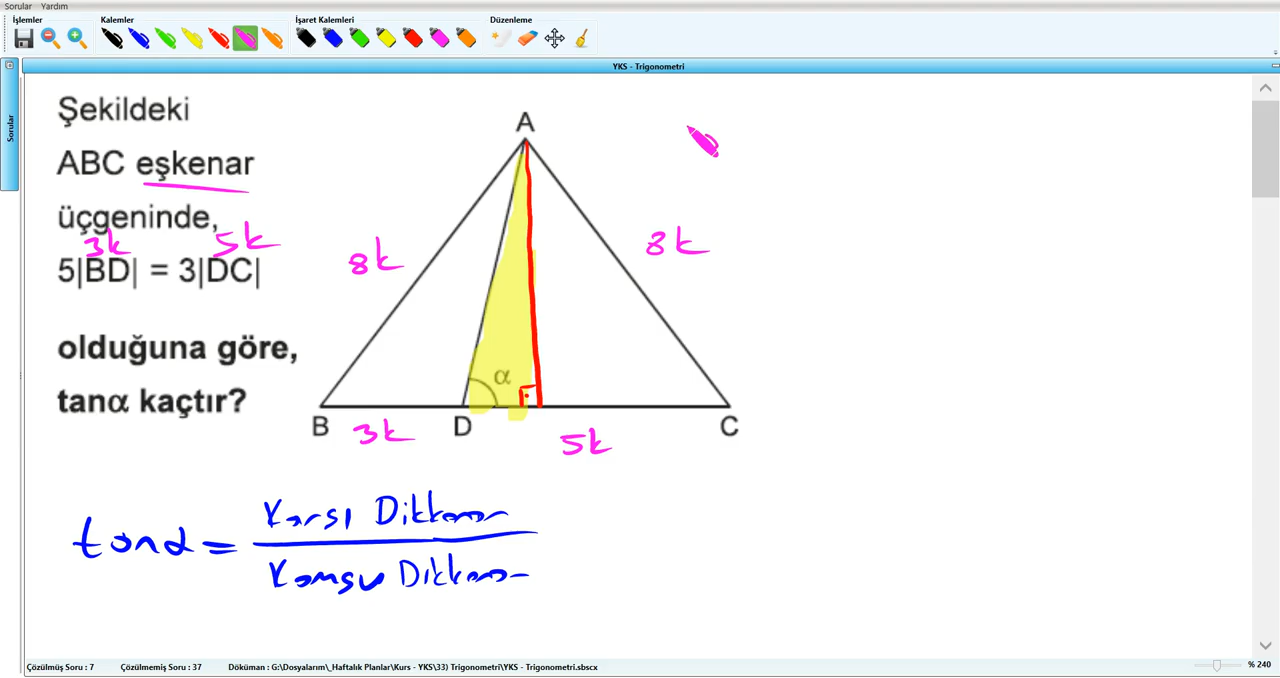 Sorular Yardım
İşlemler Kalemler İşaret Kalemleri Düzenleme
YKS - Trigonometri
Sorular
Şekildeki
ABC eşkenar
üçgeninde,
3k 5k
5|BD| = 3|DC|
olduğuna göre,
tanα kaçtır?
A
8k 8k
α
B D C
3k 5k
tanα = Karşı Dikkenar
Komşu Dikkenar
Çözülmüş Soru : 7 Çözülmemiş Soru : 37 Döküman : G:\Dosyalarım\_Haftalık Planlar\Kurs - YKS\33) Trigonometri\YKS - Trigonometri.sbscx % 240